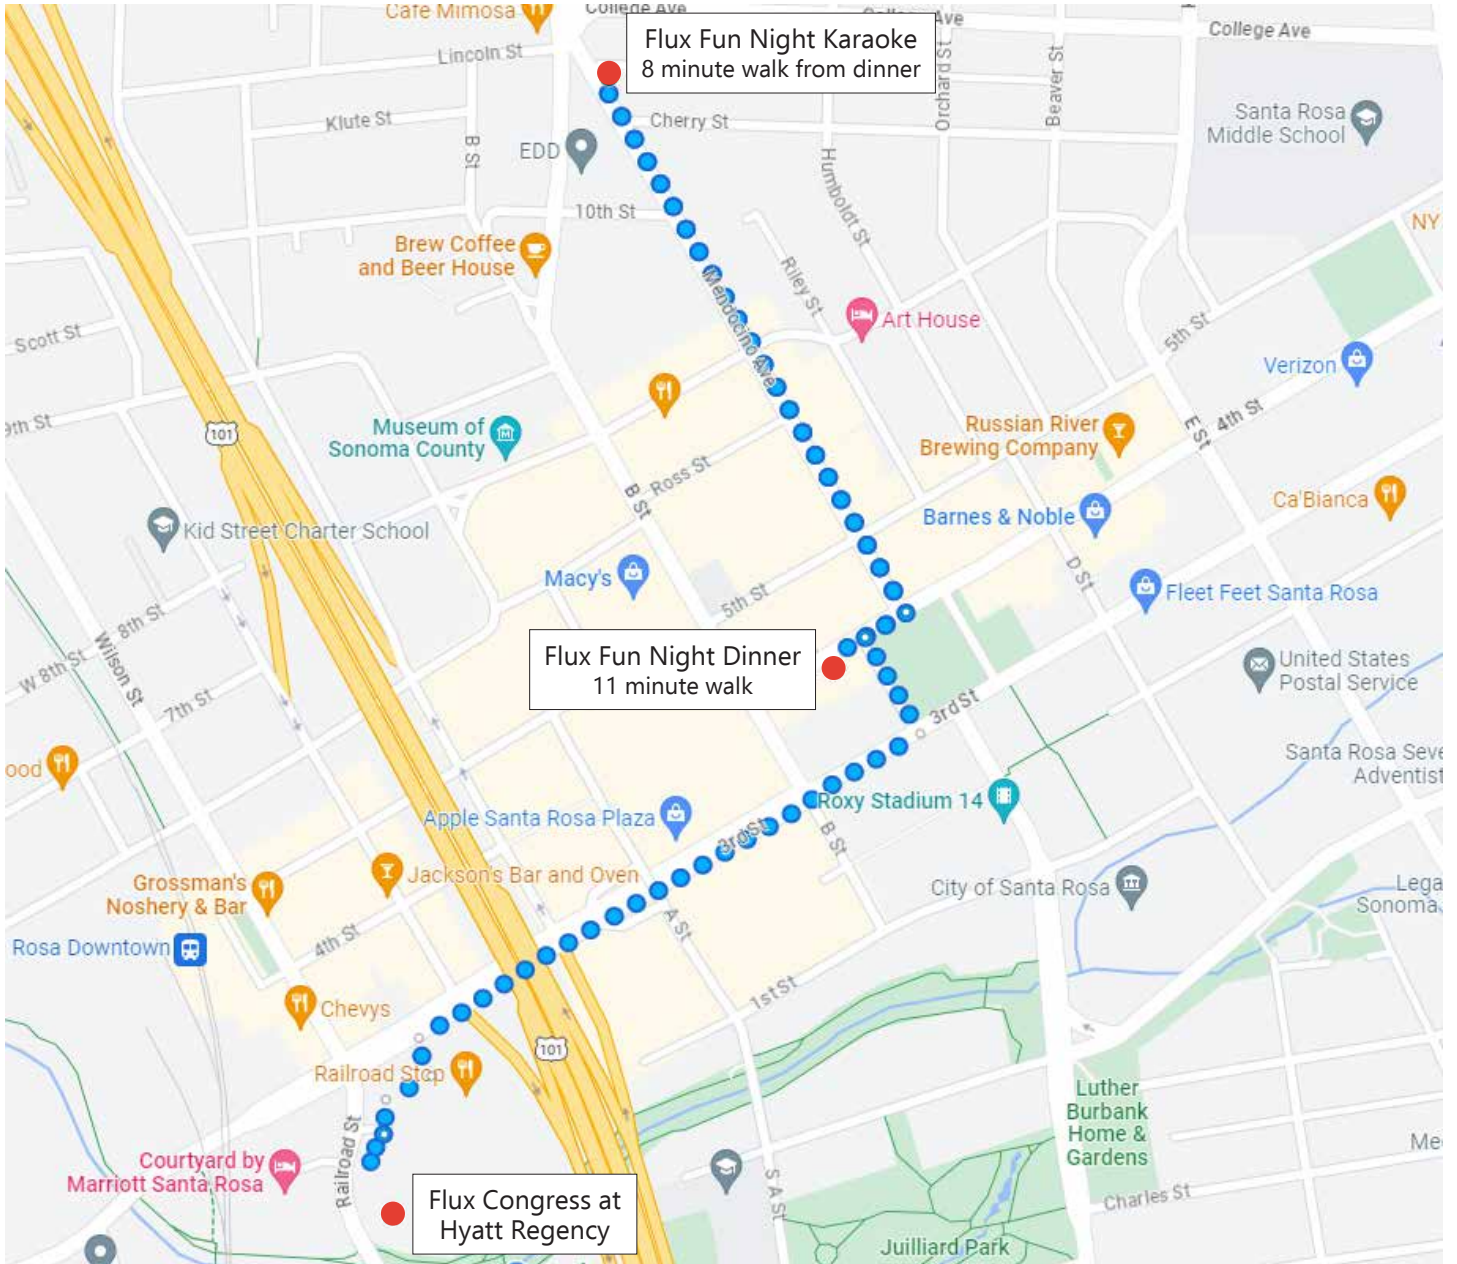 Cafe Mimosa
College Ave
College Ave
College Ave
Flux Fun Night Karaoke
8 minute walk from dinner
Lincoln St
Orchard St
Beaver St
Klute St
Cherry St
B St
EDD
Humboldt St
Santa Rosa
Middle School
10th St
NY
Brew Coffee
and Beer House
Riley St
Mendocino Ave
Art House
5th St
Scott St
Verizon
9th St
101
Museum of
Sonoma County
Russian River
Brewing Company
E St
4th St
Ross St
B St
Ca'Bianca
Kid Street Charter School
Barnes & Noble
Macy's
D St
5th St
Fleet Feet Santa Rosa
W 8th St
8th St
Wilson St
Flux Fun Night Dinner
11 minute walk
United States
Postal Service
7th St
3rd St
Santa Rosa Seve
Adventist
ood
Apple Santa Rosa Plaza
Roxy Stadium 14
3rd St
B St
Jackson's Bar and Oven
Grossman's
Noshery & Bar
City of Santa Rosa
Lega
Sonoma
A St
4th St
Rosa Downtown
1st St
Chevys
101
Railroad Stop
Luther
Burbank
Home &
Gardens
Railroad St
Courtyard by
Marriott Santa Rosa
Me
S A St
Charles St
Flux Congress at
Hyatt Regency
Juilliard Park